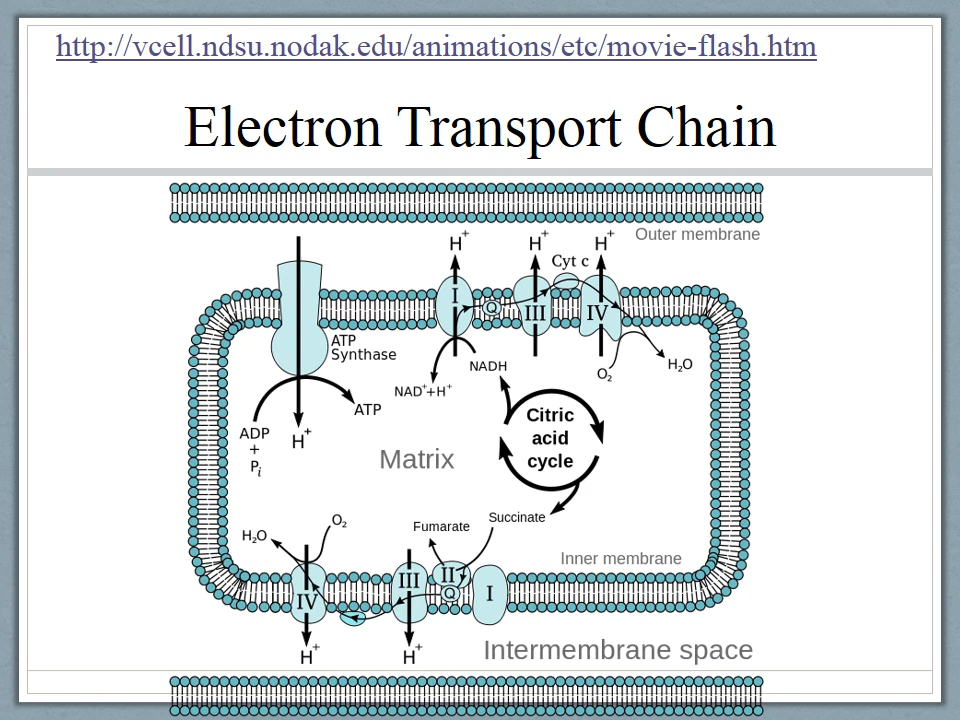 http://vcell.ndsu.nodak.edu/animations/etc/movie-flash.htm
Electron Transport Chain
Outer membrane
H+
H+
H+
Cyt c
I
Q
III
IV
ATP
Synthase
NADH
NAD++H+
O2
H2O
ATP
ADP
+
Pi
H+
Citric
acid
cycle
Matrix
Succinate
Fumarate
O2
H2O
Inner membrane
IV
III
II
Q
I
H+
H+
Intermembrane space